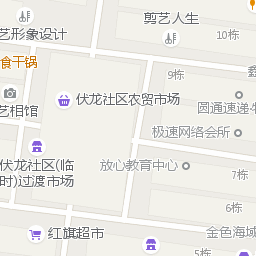 剪艺人生
艺形象设计
10栋
食干锅
9栋
鑫
伏龙社区农贸市场
圆通速递-牛
艺相馆
极速网络会所
伏龙社区(临
时)过渡市场
放心教育中心
7栋
6栋
红旗超市
金色海域